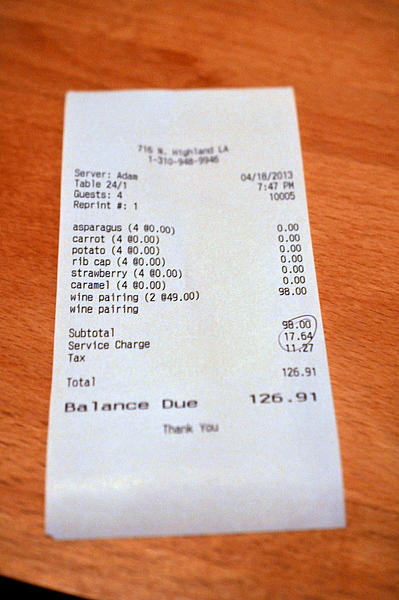 716 N. Highland LA
1-310-948-9946
Server: Adam 04/18/2013
Table 24/1 7:47 PM
Guests: 4 10005
Reprint #: 1
asparagus (4 @0.00) 0.00
carrot (4 @0.00) 0.00
potato (4 @0.00) 0.00
rib cap (4 @0.00) 0.00
strawberry (4 @0.00) 0.00
caramel (4 @0.00) 0.00
wine pairing (2 @49.00) 98.00
wine pairing
Subtotal 98.00
Service Charge 17.64
Tax 11.27
Total 126.91
Balance Due 126.91
Thank You